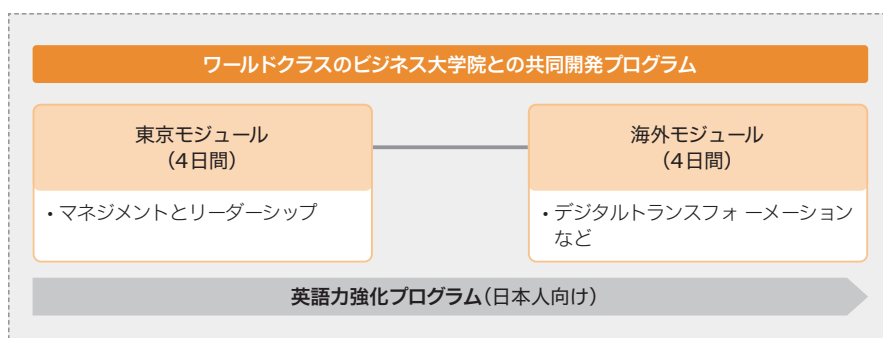 ワールドクラスのビジネス大学院との共同開発プログラム
東京モジュール
（4日間）
・マネジメントとリーダーシップ
海外モジュール
（4日間）
・デジタルトランスフォ ーメーション
など
英語力強化プログラム（日本人向け）